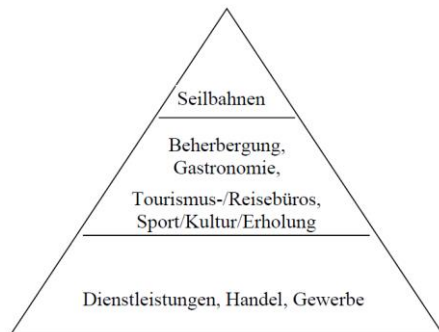 Seilbahnen
Beherbergung,
Gastronomie,
Tourismus-/Reisebüros,
Sport/Kultur/Erholung
Dienstleistungen, Handel, Gewerbe